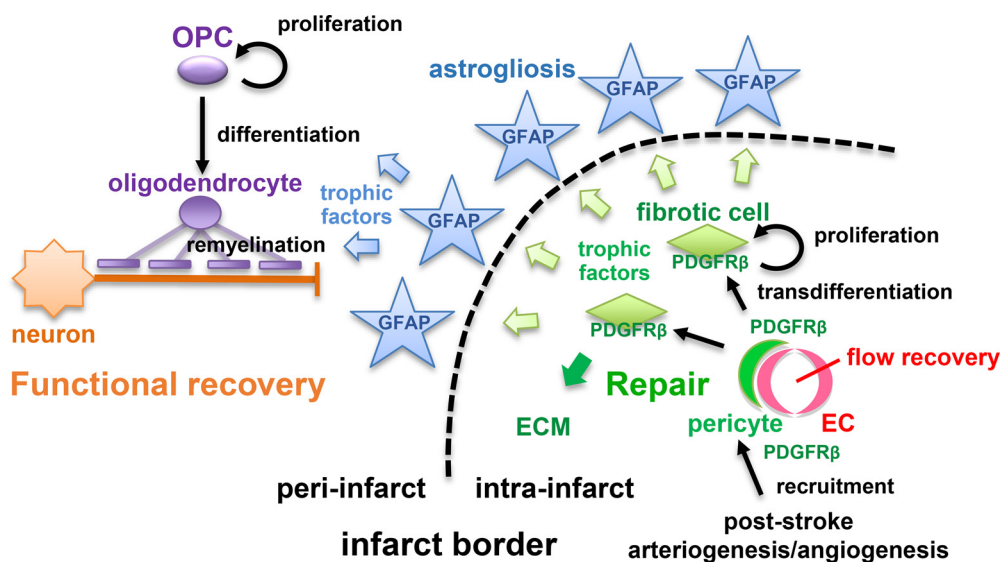 OPC
proliferation
differentiation
oligodendrocyte
remyelination
neuron
Functional recovery
astrogliosis
GFAP
GFAP
GFAP
GFAP
GFAP
trophic
factors
fibrotic cell
trophic
factors
PDGFRβ
proliferation
transdifferentiation
PDGFRβ
PDGFRβ
flow recovery
Repair
pericyte
EC
PDGFRβ
ECM
recruitment
peri-infarct
intra-infarct
infarct border
post-stroke
arteriogenesis/angiogenesis